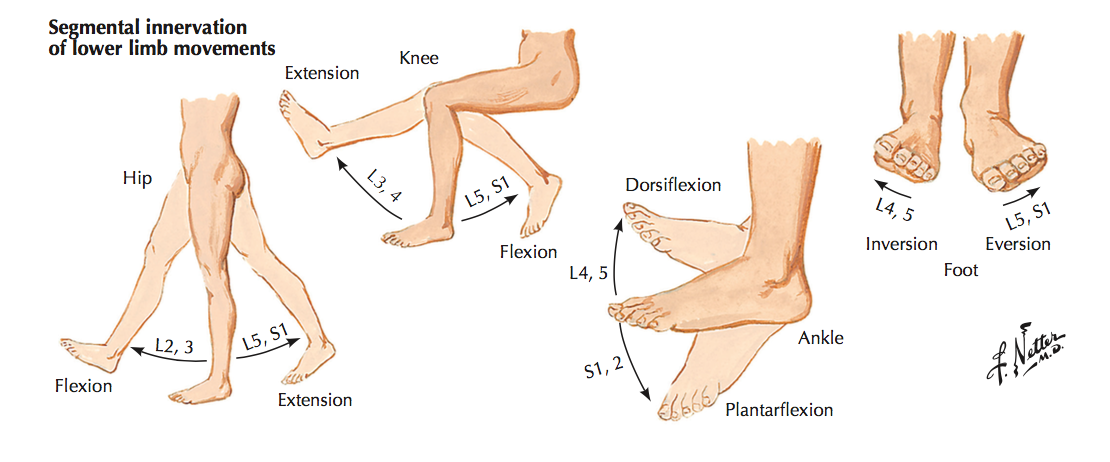 Segmental innervation
of lower limb movements
Hip
L2, 3
L5, S1
Flexion
Extension
Knee
Extension
L3, 4
L5, S1
Flexion
Dorsiflexion
L4, 5
S1, 2
Ankle
Plantarflexion
L4, 5
L5, S1
Inversion
Eversion
Foot
F. Netter
M.D.